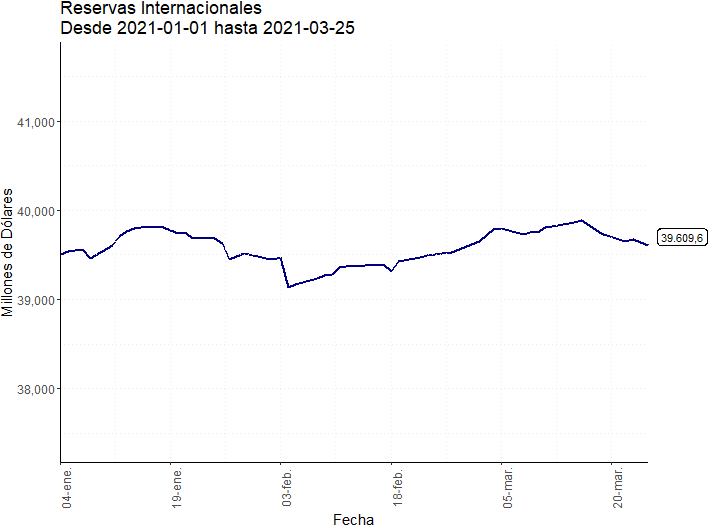 Reservas Internacionales
Desde 2021-01-01 hasta 2021-03-25
Millones de Dólares
41,000
40,000
39,000
38,000
39.609,6
04-ene.
19-ene.
03-feb.
18-feb.
05-mar.
20-mar.
Fecha